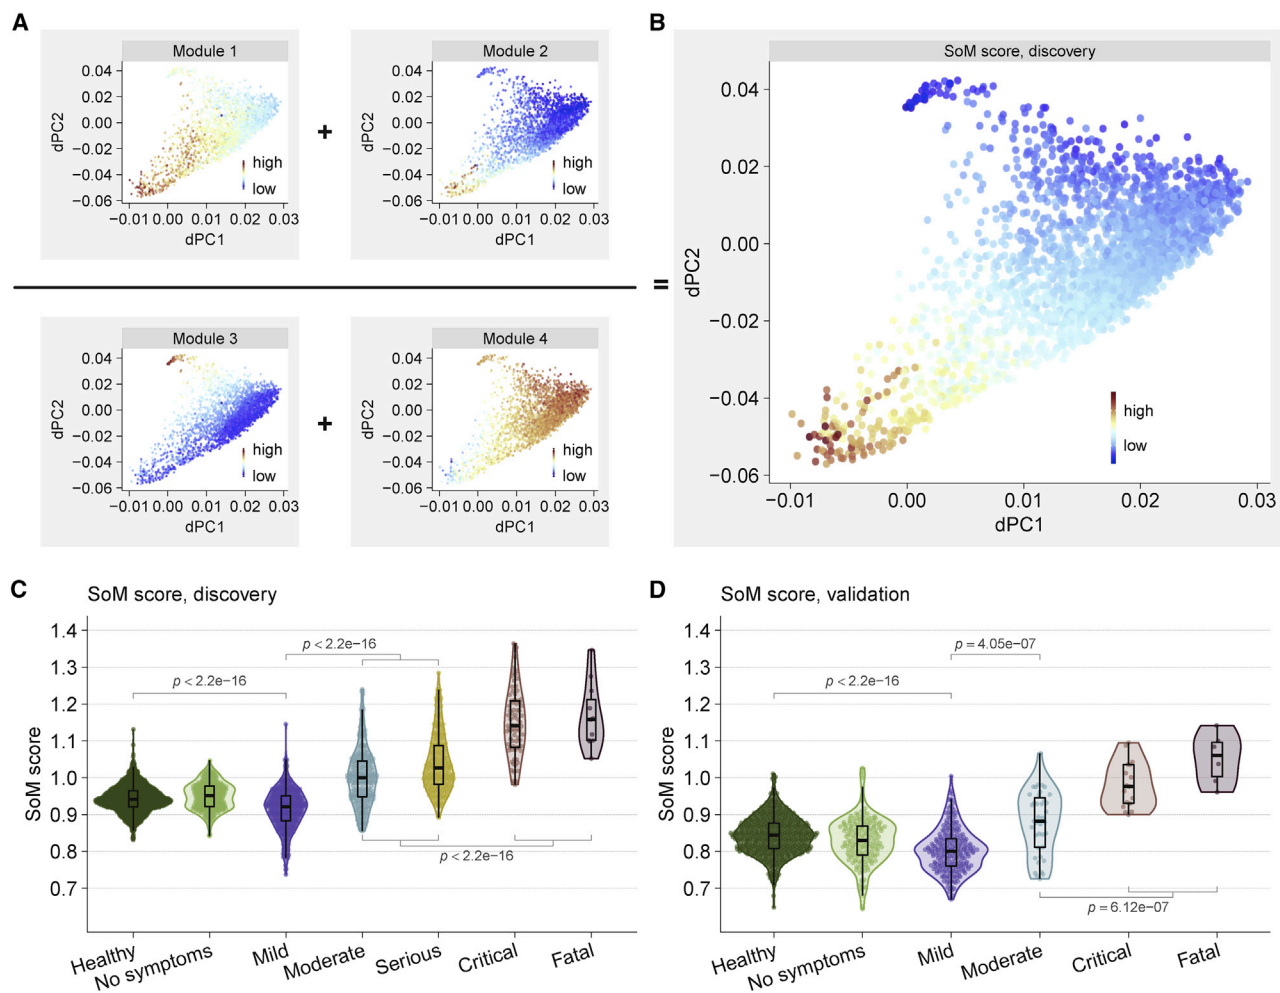 A
B
Module 1
0.04
0.02
0.00
−0.02
−0.04
−0.06
dPC2
high
low
−0.01 0.00 0.01 0.02 0.03
dPC1
+
Module 2
0.04
0.02
0.00
−0.02
−0.04
−0.06
dPC2
high
low
−0.01 0.00 0.01 0.02 0.03
dPC1
=
Module 3
0.04
0.02
0.00
−0.02
−0.04
−0.06
dPC2
high
low
−0.01 0.00 0.01 0.02 0.03
dPC1
+
Module 4
0.04
0.02
0.00
−0.02
−0.04
−0.06
dPC2
high
low
−0.01 0.00 0.01 0.02 0.03
dPC1
SoM score, discovery
0.04
0.02
0.00
−0.02
−0.04
−0.06
dPC2
high
low
−0.01 0.00 0.01 0.02 0.03
dPC1
C
SoM score, discovery
1.4
1.3
1.2
1.1
1.0
0.9
0.8
0.7
SoM score
p < 2.2e−16
p < 2.2e−16
p < 2.2e−16
Healthy
No symptoms
Mild
Moderate
Serious
Critical
Fatal
D
SoM score, validation
1.4
1.3
1.2
1.1
1.0
0.9
0.8
0.7
SoM score
p = 4.05e−07
p < 2.2e−16
p = 6.12e−07
Healthy
No symptoms
Mild
Moderate
Critical
Fatal